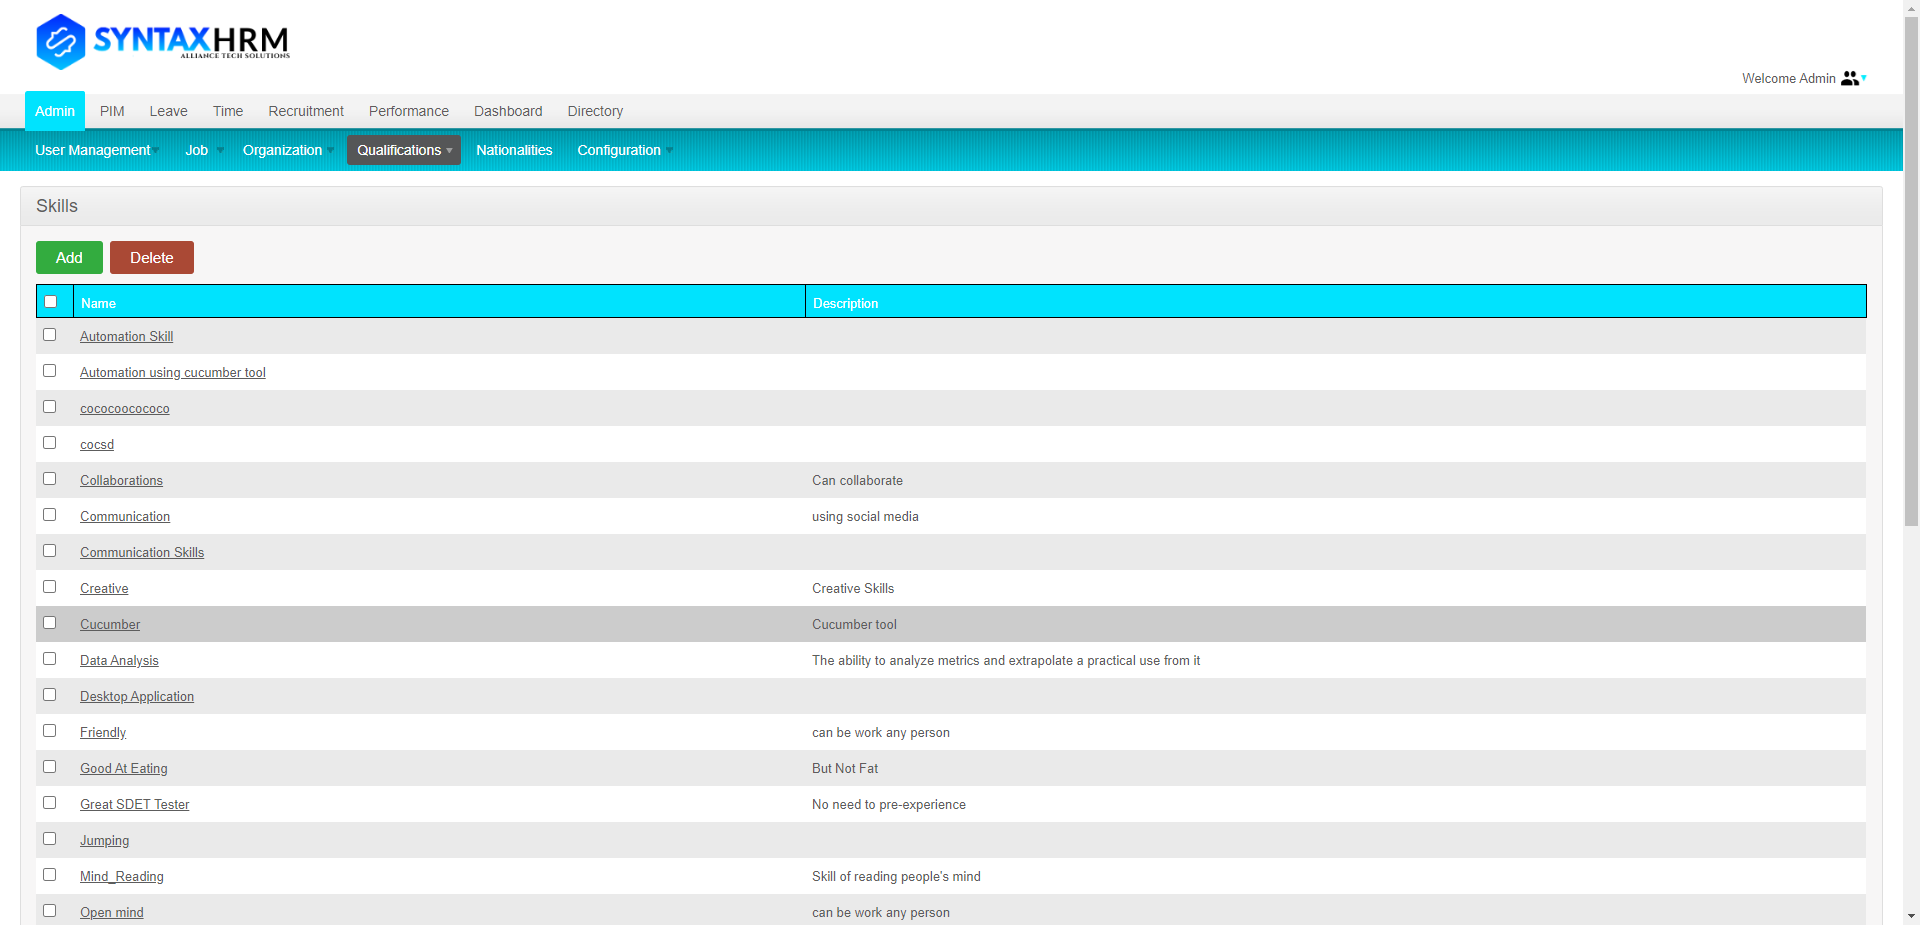 SYNTAXHRM
ALLIANCE TECH SOLUTIONS
Welcome Admin
Admin PIM Leave Time Recruitment Performance Dashboard Directory
User Management Job Organization Qualifications Nationalities Configuration
Skills
Add Delete
Name Description
Automation Skill
Automation using cucumber tool
cococoocococo
cocsd
Collaborations Can collaborate
Communication using social media
Communication Skills
Creative Creative Skills
Cucumber Cucumber tool
Data Analysis The ability to analyze metrics and extrapolate a practical use from it
Desktop Application
Friendly can be work any person
Good At Eating But Not Fat
Great SDET Tester No need to pre-experience
Jumping
Mind_Reading Skill of reading people's mind
Open mind can be work any person